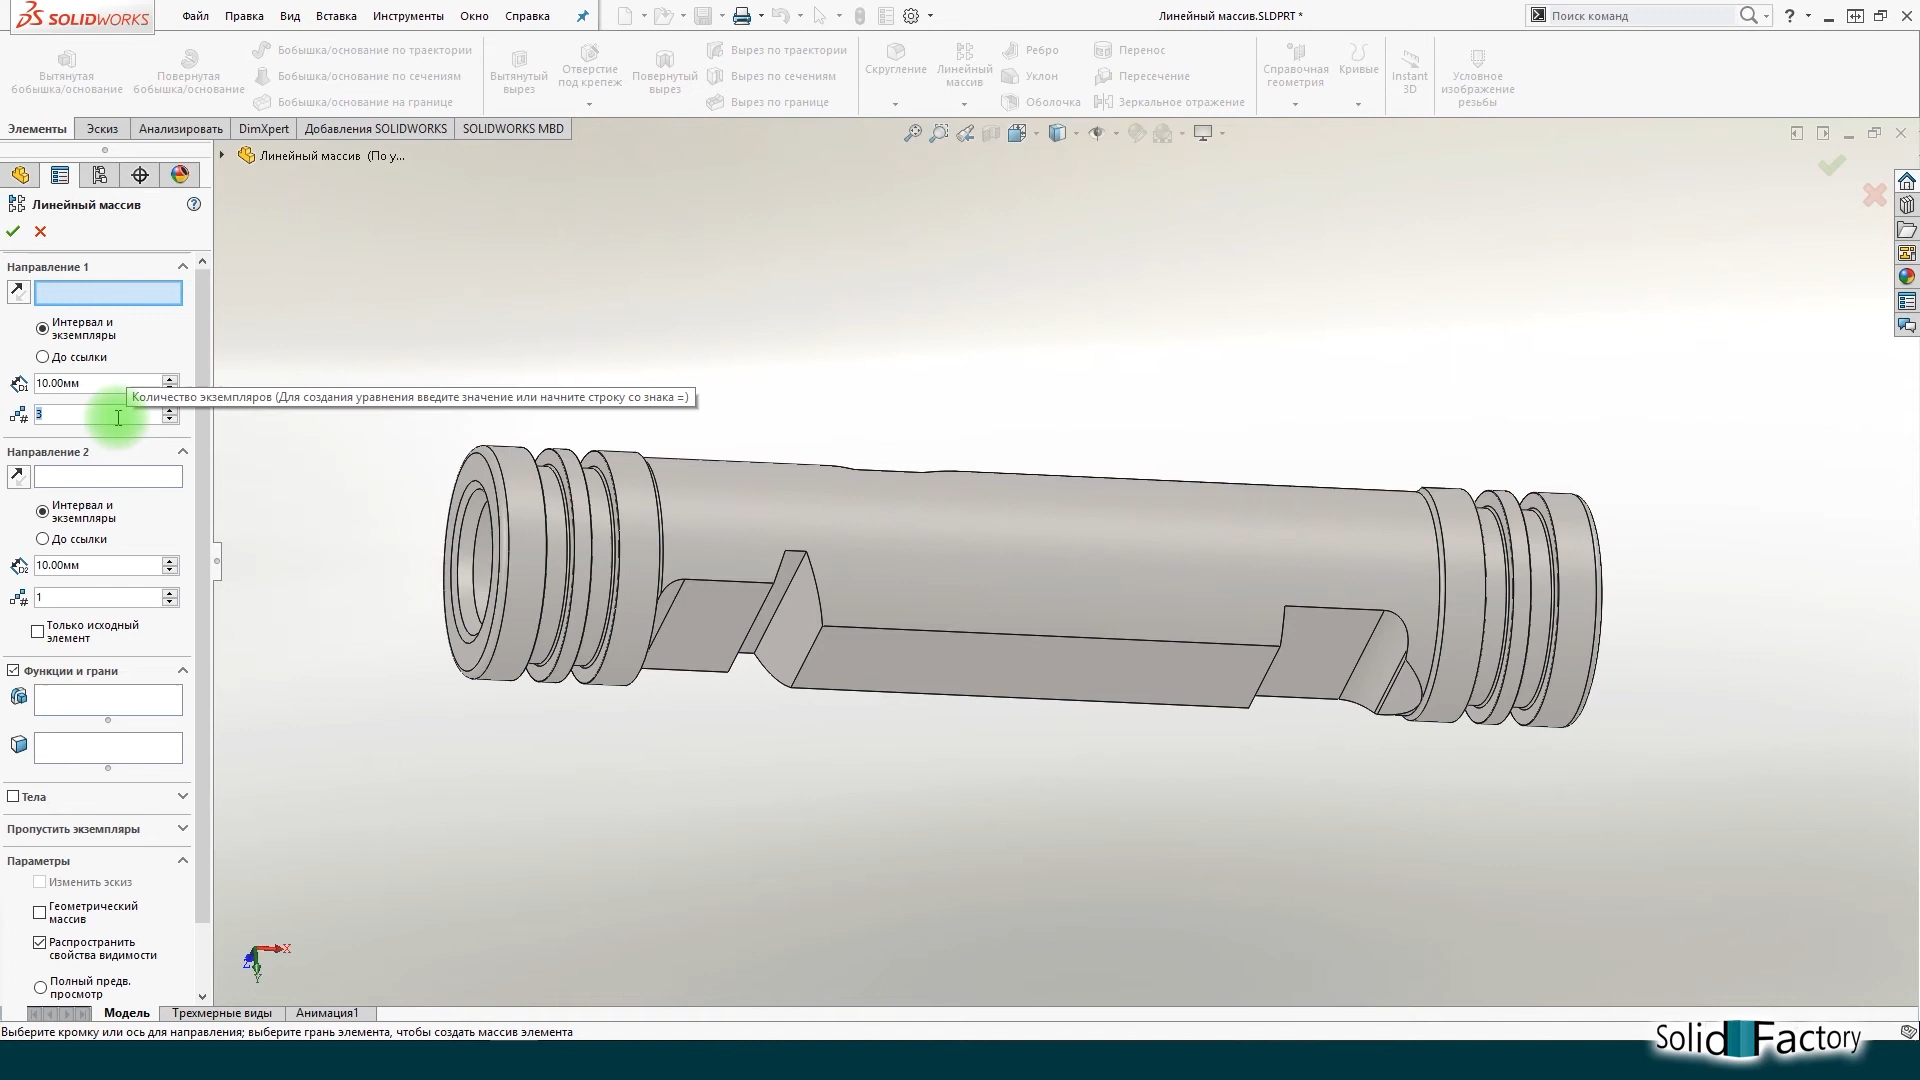 SOLIDWORKS
Файл Правка Вид Вставка Инструменты Окно Справка
Линейный массив.SLDPRT *
Поиск команд
Вытянутая бобышка/основание
Повернутая бобышка/основание
Бобышка/основание по траектории
Бобышка/основание по сечениям
Бобышка/основание на границе
Вытянутый вырез
Отверстие под крепеж
Повернутый вырез
Вырез по траектории
Вырез по сечениям
Вырез по границе
Скругление
Линейный массив
Ребро
Уклон
Оболочка
Перенос
Пересечение
Зеркальное отражение
Справочная геометрия
Кривые
Instant 3D
Условное изображение резьбы
Элементы Эскиз Анализировать DimXpert Добавления SOLIDWORKS SOLIDWORKS MBD
Линейный массив (По у...
Линейный массив
Направление 1
Интервал и
экземпляры
До ссылки
10.00мм
Количество экземпляров (Для создания уравнения введите значение или начните строку со знака =)
3
Направление 2
Интервал и
экземпляры
До ссылки
10.00мм
1
Только исходный
элемент
Функции и грани
Тела
Пропустить экземпляры
Параметры
Изменить эскиз
Геометрический
массив
Распространить
свойства видимости
Полный предв.
просмотр
X
Z
Y
Модель Трехмерные виды Анимация1
Выберите кромку или ось для направления; выберите грань элемента, чтобы создать массив элемента
Solid Factory